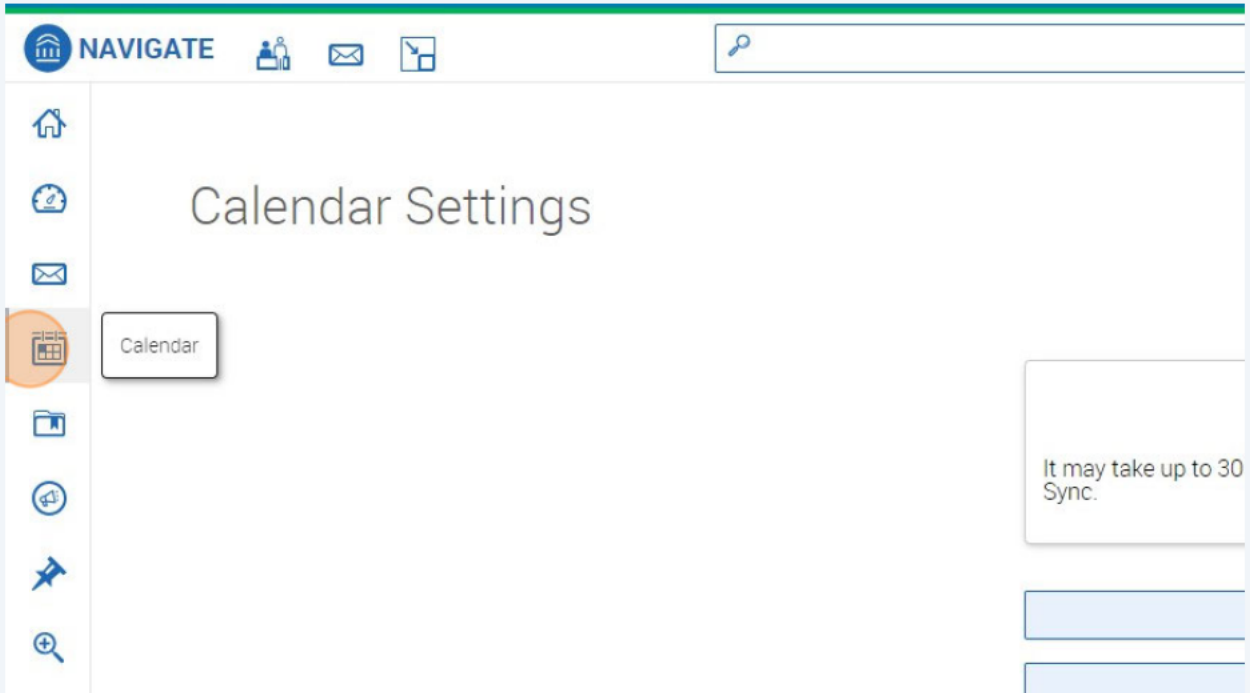 NAVIGATE
Calendar Settings
Calendar
It may take up to 30
Sync.